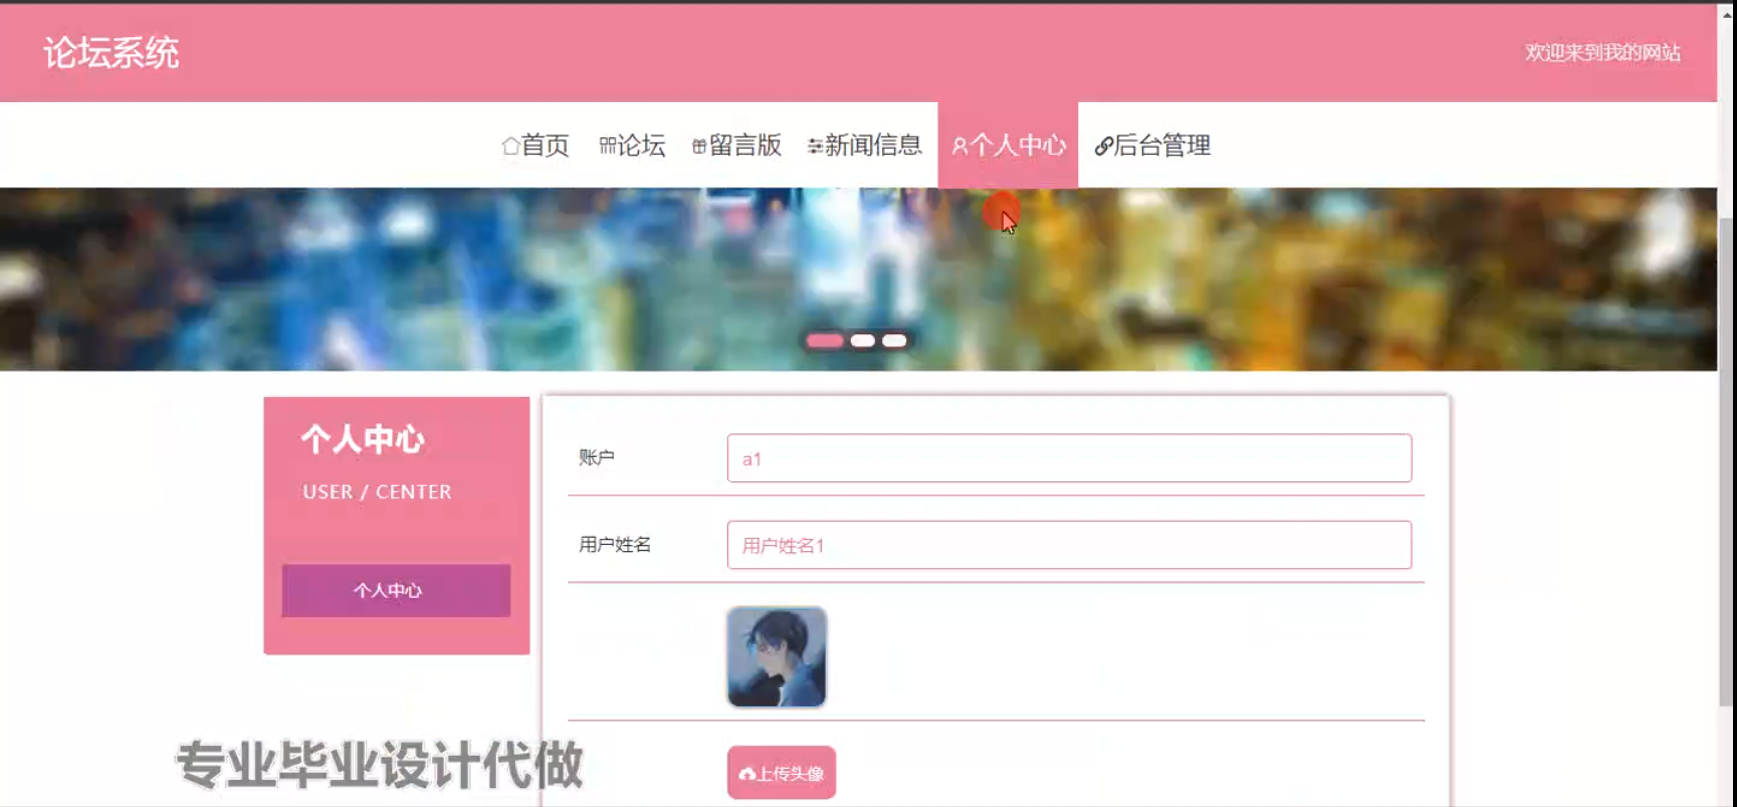 论坛系统
欢迎来到我的网站
首页 论坛 留言版 新闻信息 个人中心 后台管理
个人中心
USER / CENTER
个人中心
账户 a1
用户姓名 用户姓名1
上传头像
专业毕业设计代做